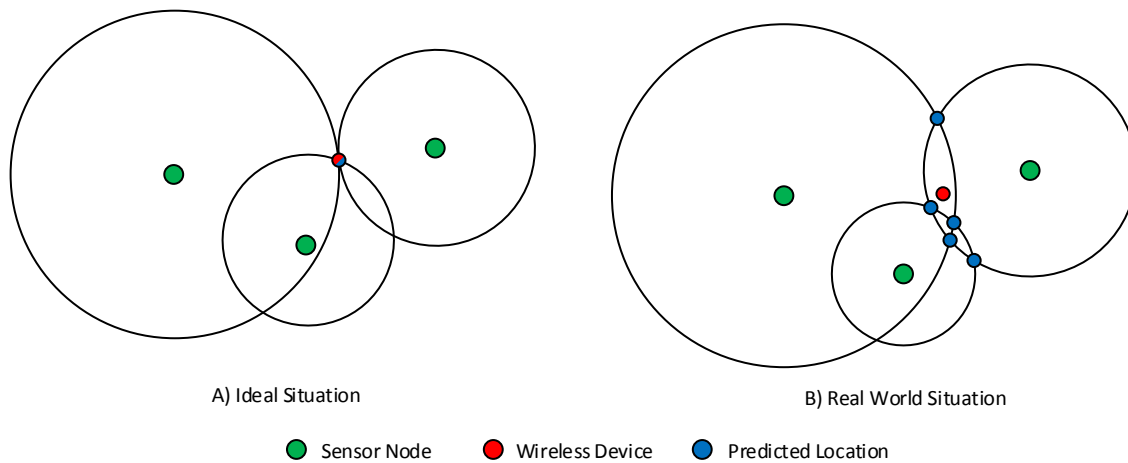 A) Ideal Situation
B) Real World Situation
Sensor Node
Wireless Device
Predicted Location